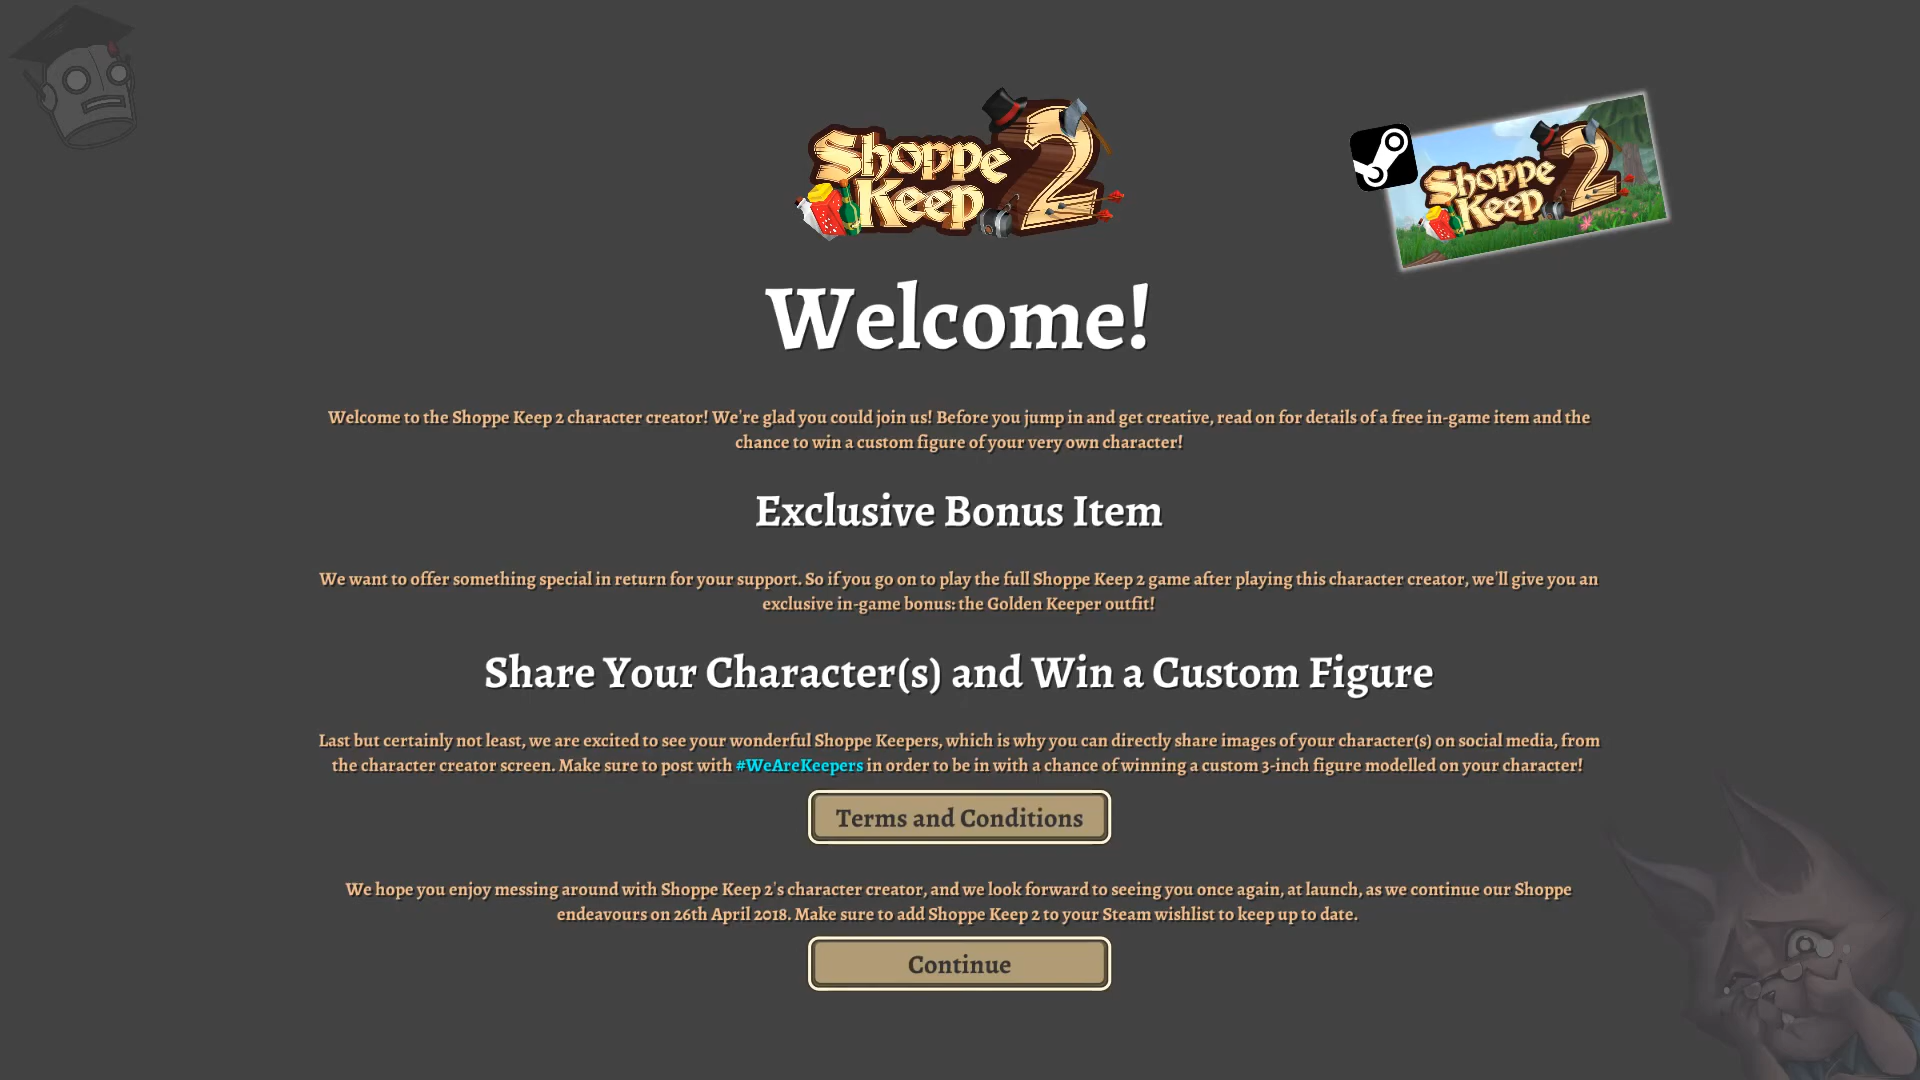 Shoppe
Keep 2
Shoppe
Keep 2
Welcome!
Welcome to the Shoppe Keep 2 character creator! We're glad you could join us! Before you jump in and get creative, read on for details of a free in-game item and the
chance to win a custom figure of your very own character!
Exclusive Bonus Item
We want to offer something special in return for your support. So if you go on to play the full Shoppe Keep 2 game after playing this character creator, we'll give you an
exclusive in-game bonus: the Golden Keeper outfit!
Share Your Character(s) and Win a Custom Figure
Last but certainly not least, we are excited to see your wonderful Shoppe Keepers, which is why you can directly share images of your character(s) on social media, from
the character creator screen. Make sure to post with #WeAreKeepers in order to be in with a chance of winning a custom 3-inch figure modelled on your character!
Terms and Conditions
We hope you enjoy messing around with Shoppe Keep 2's character creator, and we look forward to seeing you once again, at launch, as we continue our Shoppe
endeavours on 26th April 2018. Make sure to add Shoppe Keep 2 to your Steam wishlist to keep up to date.
Continue